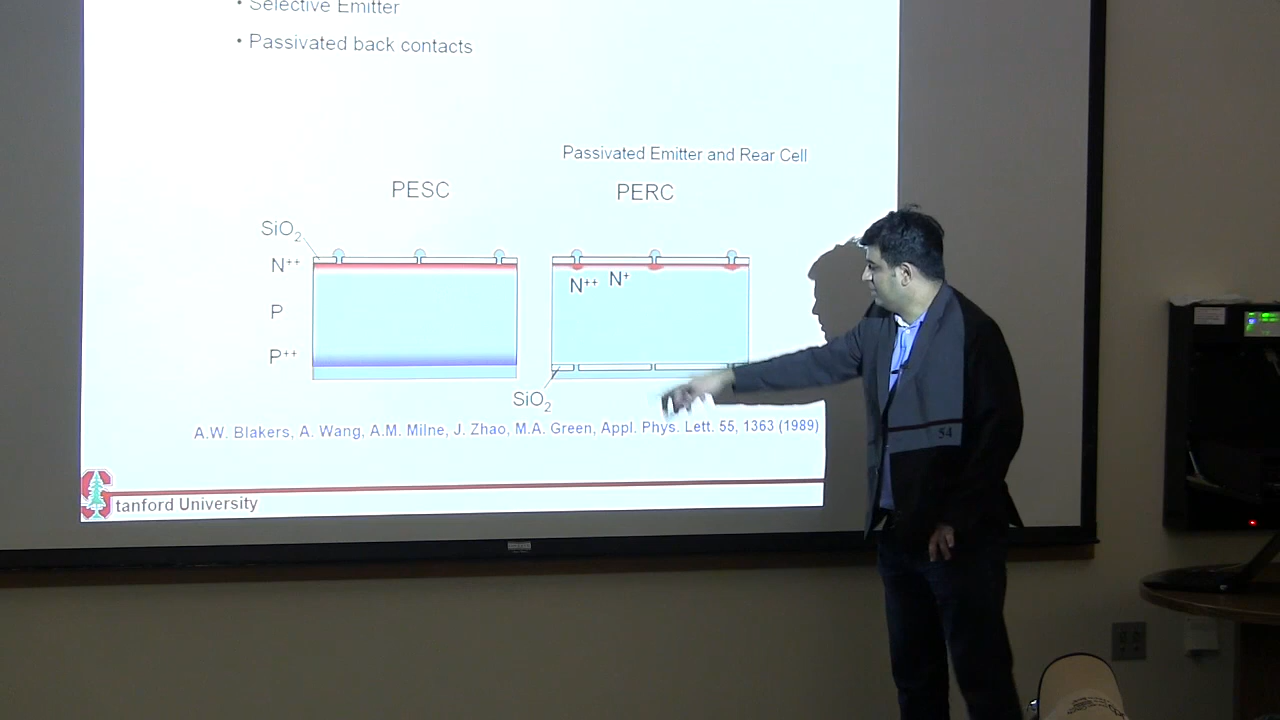 • Selective Emitter
• Passivated back contacts
Passivated Emitter and Rear Cell
PESC
PERC
SiO2
N++
P
P++
N++ N+
SiO2
A.W. Blakers, A. Wang, A.M. Milne, J. Zhao, M.A. Green, Appl. Phys. Lett. 55, 1363 (1989)
54
Stanford University